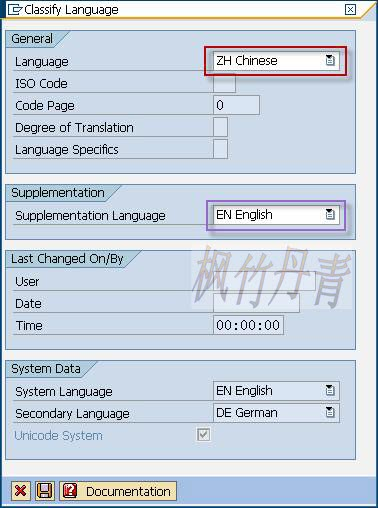 Classify Language
General
Language ZH Chinese
ISO Code
Code Page 0
Degree of Translation
Language Specifics
Supplementation
Supplementation Language EN English
Last Changed On/By
User
Date
Time 00:00:00
枫竹丹青
System Data
System Language EN English
Secondary Language DE German
Unicode System
Documentation